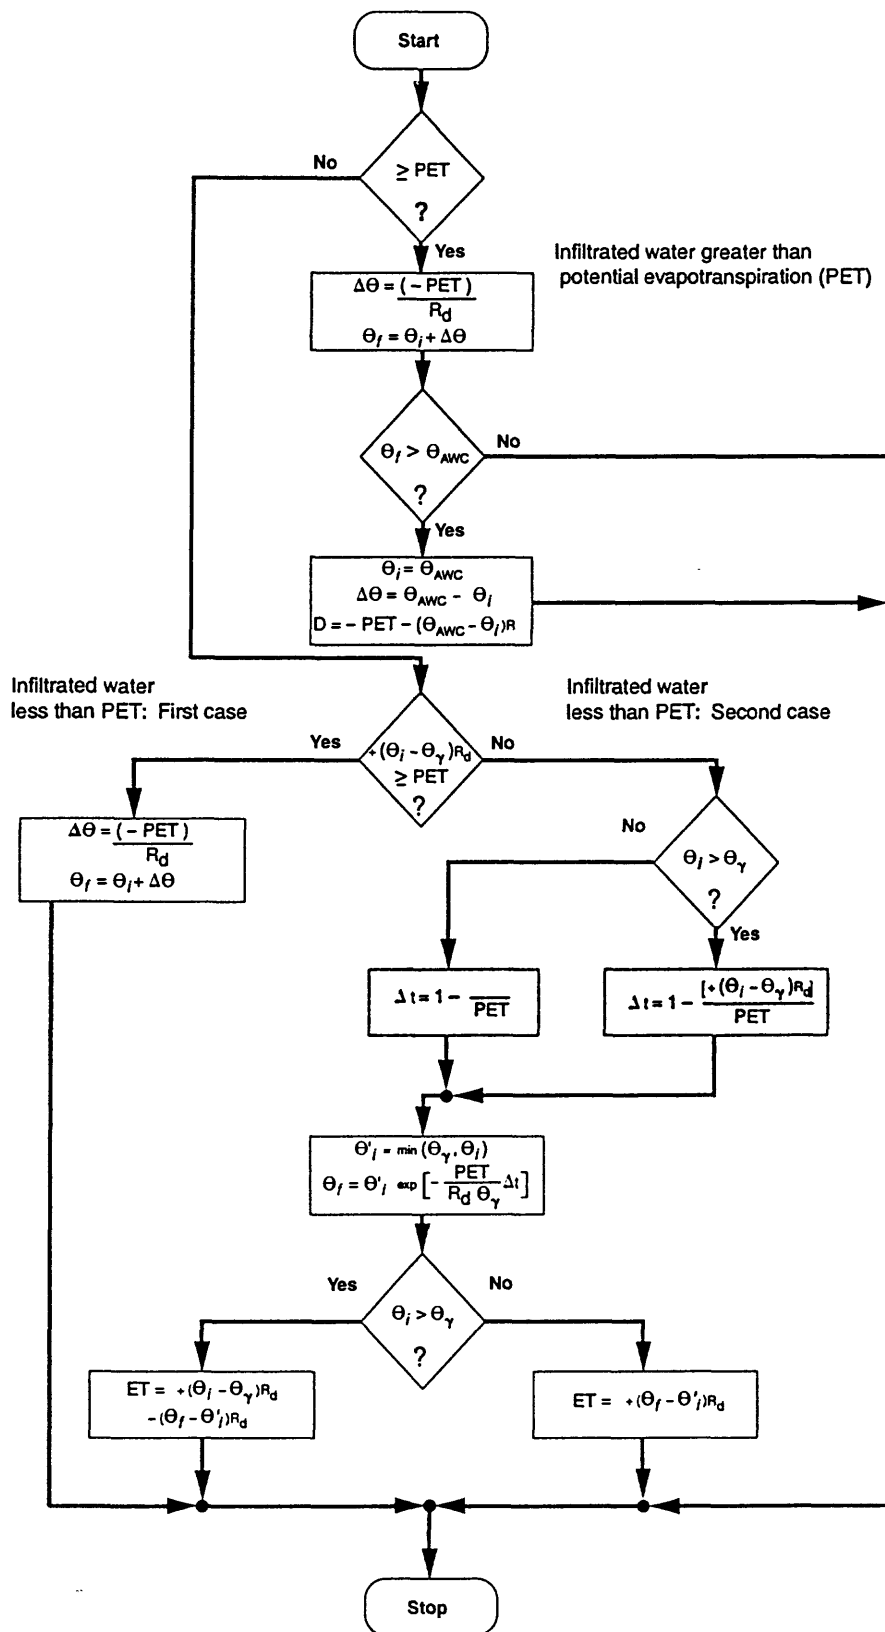 Start
No
≥ PET
?
Yes
Infiltrated water greater than
potential evapotranspiration (PET)
Δθ = (- PET)
R_d
θ_f = θ_i + Δθ
θ_f > θ_AWC
?
No
Yes
θ_i = θ_AWC
Δθ = θ_AWC - θ_i
D = - PET - (θ_AWC - θ_i)R
Infiltrated water
less than PET: First case
Infiltrated water
less than PET: Second case
Yes
+(θ_i - θ_γ)R_d
≥ PET
?
No
Δθ = (- PET)
R_d
θ_f = θ_i + Δθ
No
θ_i > θ_γ
?
Yes
Δt = 1 -
PET
Δt = 1 - [+(θ_i - θ_γ)R_d]
PET
θ'_i = min (θ_γ, θ_i)
θ_f = θ'_i exp [- PET / R_d θ_γ Δt]
Yes
No
θ_i > θ_γ
?
ET = +(θ_i - θ_γ)R_d
-(θ_f - θ'_i)R_d
ET = +(θ_f - θ'_i)R_d
Stop